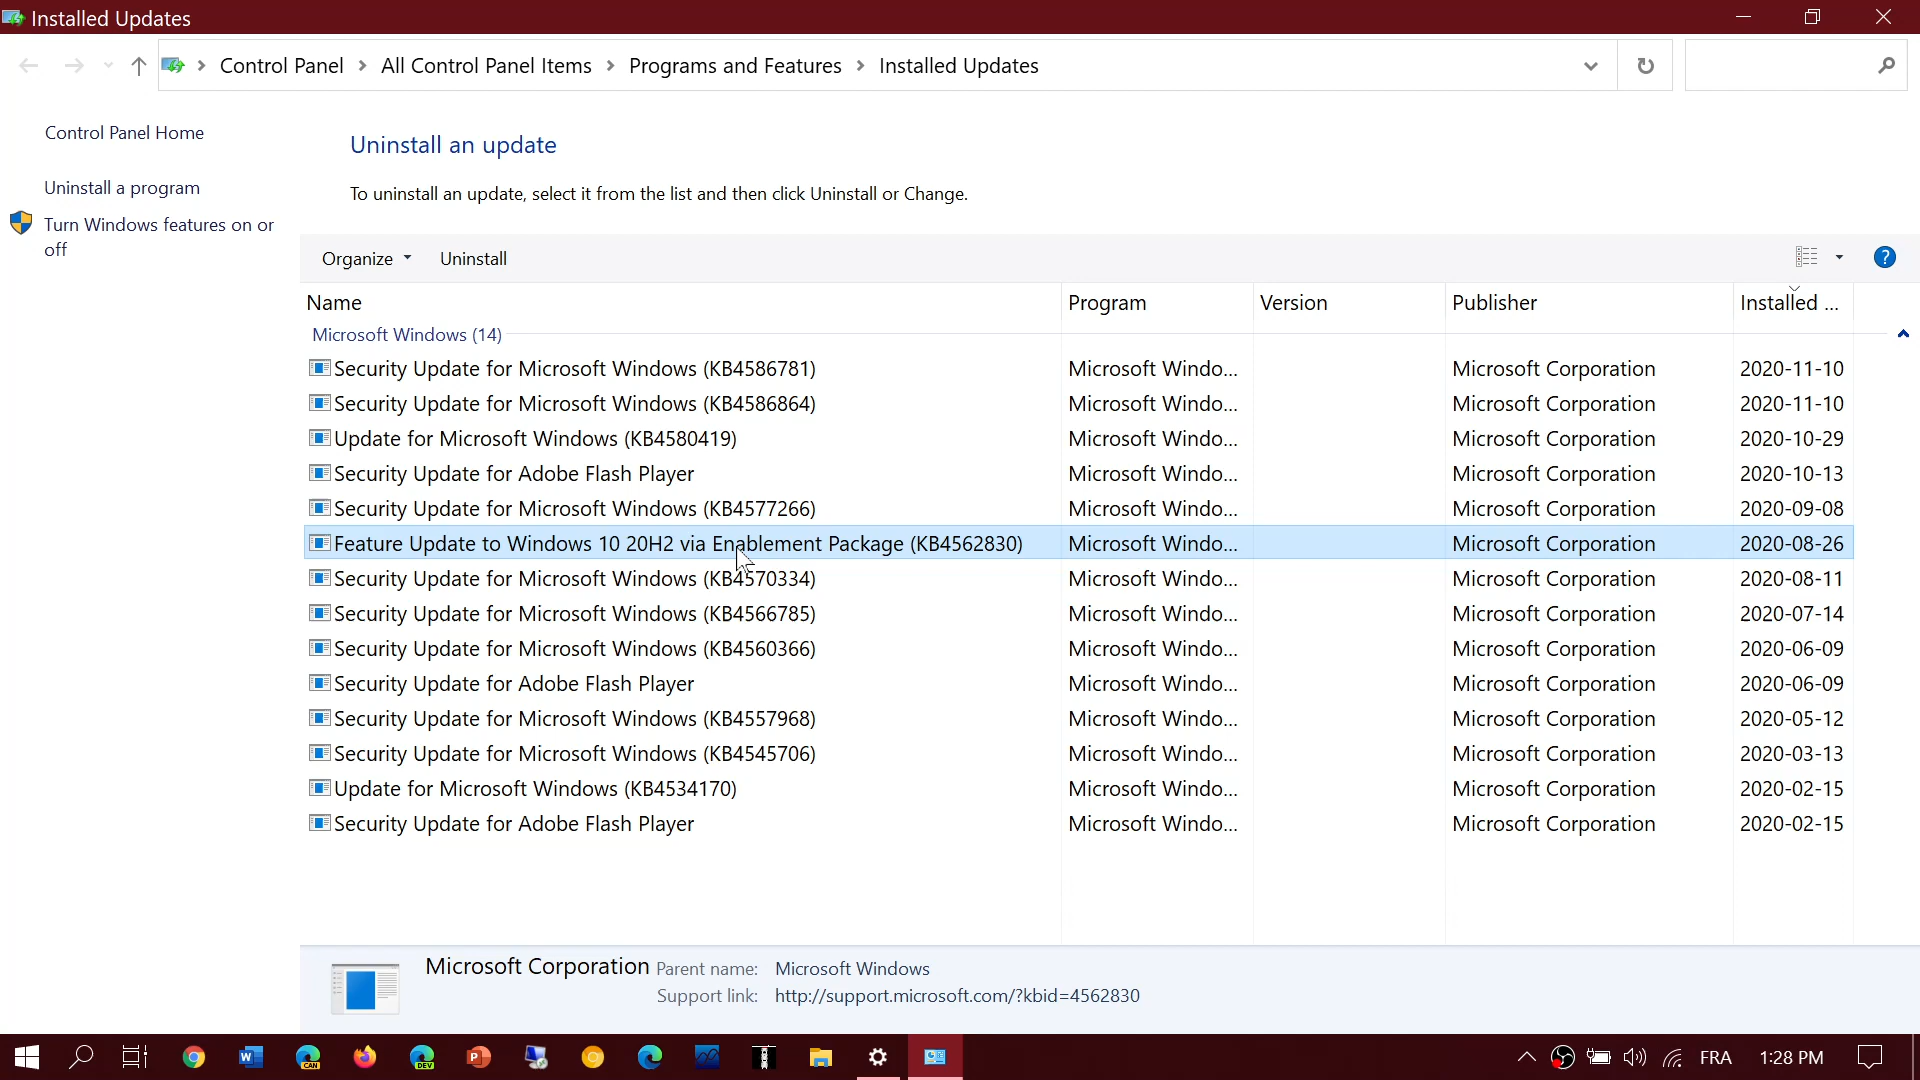 Installed Updates
Control Panel > All Control Panel Items > Programs and Features > Installed Updates
Control Panel Home
Uninstall a program
Turn Windows features on or
off
Uninstall an update
To uninstall an update, select it from the list and then click Uninstall or Change.
Organize Uninstall ?
Name Program Version Publisher Installed ...
Microsoft Windows (14)
Security Update for Microsoft Windows (KB4586781) Microsoft Windo... Microsoft Corporation 2020-11-10
Security Update for Microsoft Windows (KB4586864) Microsoft Windo... Microsoft Corporation 2020-11-10
Update for Microsoft Windows (KB4580419) Microsoft Windo... Microsoft Corporation 2020-10-29
Security Update for Adobe Flash Player Microsoft Windo... Microsoft Corporation 2020-10-13
Security Update for Microsoft Windows (KB4577266) Microsoft Windo... Microsoft Corporation 2020-09-08
Feature Update to Windows 10 20H2 via Enablement Package (KB4562830) Microsoft Windo... Microsoft Corporation 2020-08-26
Security Update for Microsoft Windows (KB4570334) Microsoft Windo... Microsoft Corporation 2020-08-11
Security Update for Microsoft Windows (KB4566785) Microsoft Windo... Microsoft Corporation 2020-07-14
Security Update for Microsoft Windows (KB4560366) Microsoft Windo... Microsoft Corporation 2020-06-09
Security Update for Adobe Flash Player Microsoft Windo... Microsoft Corporation 2020-06-09
Security Update for Microsoft Windows (KB4557968) Microsoft Windo... Microsoft Corporation 2020-05-12
Security Update for Microsoft Windows (KB4545706) Microsoft Windo... Microsoft Corporation 2020-03-13
Update for Microsoft Windows (KB4534170) Microsoft Windo... Microsoft Corporation 2020-02-15
Security Update for Adobe Flash Player Microsoft Windo... Microsoft Corporation 2020-02-15
Microsoft Corporation Parent name: Microsoft Windows
Support link: http://support.microsoft.com/?kbid=4562830
W CAN DEV P FRA 1:28 PM